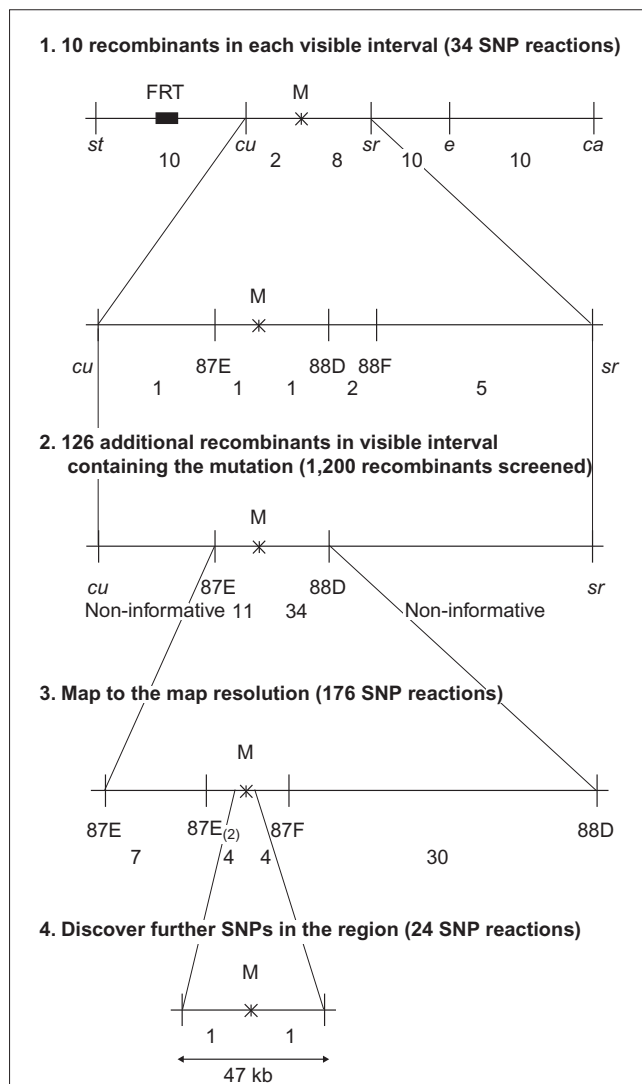 1. 10 recombinants in each visible interval (34 SNP reactions)
FRT M
st cu sr e ca
10 2 8 10 10
M
cu 87E 88D 88F sr
1 1 1 2 5
2. 126 additional recombinants in visible interval
containing the mutation (1,200 recombinants screened)
M
cu 87E 88D sr
Non-informative 11 34 Non-informative
3. Map to the map resolution (176 SNP reactions)
M
87E 87E(2) 87F 88D
7 4 4 30
4. Discover further SNPs in the region (24 SNP reactions)
M
1 1
47 kb